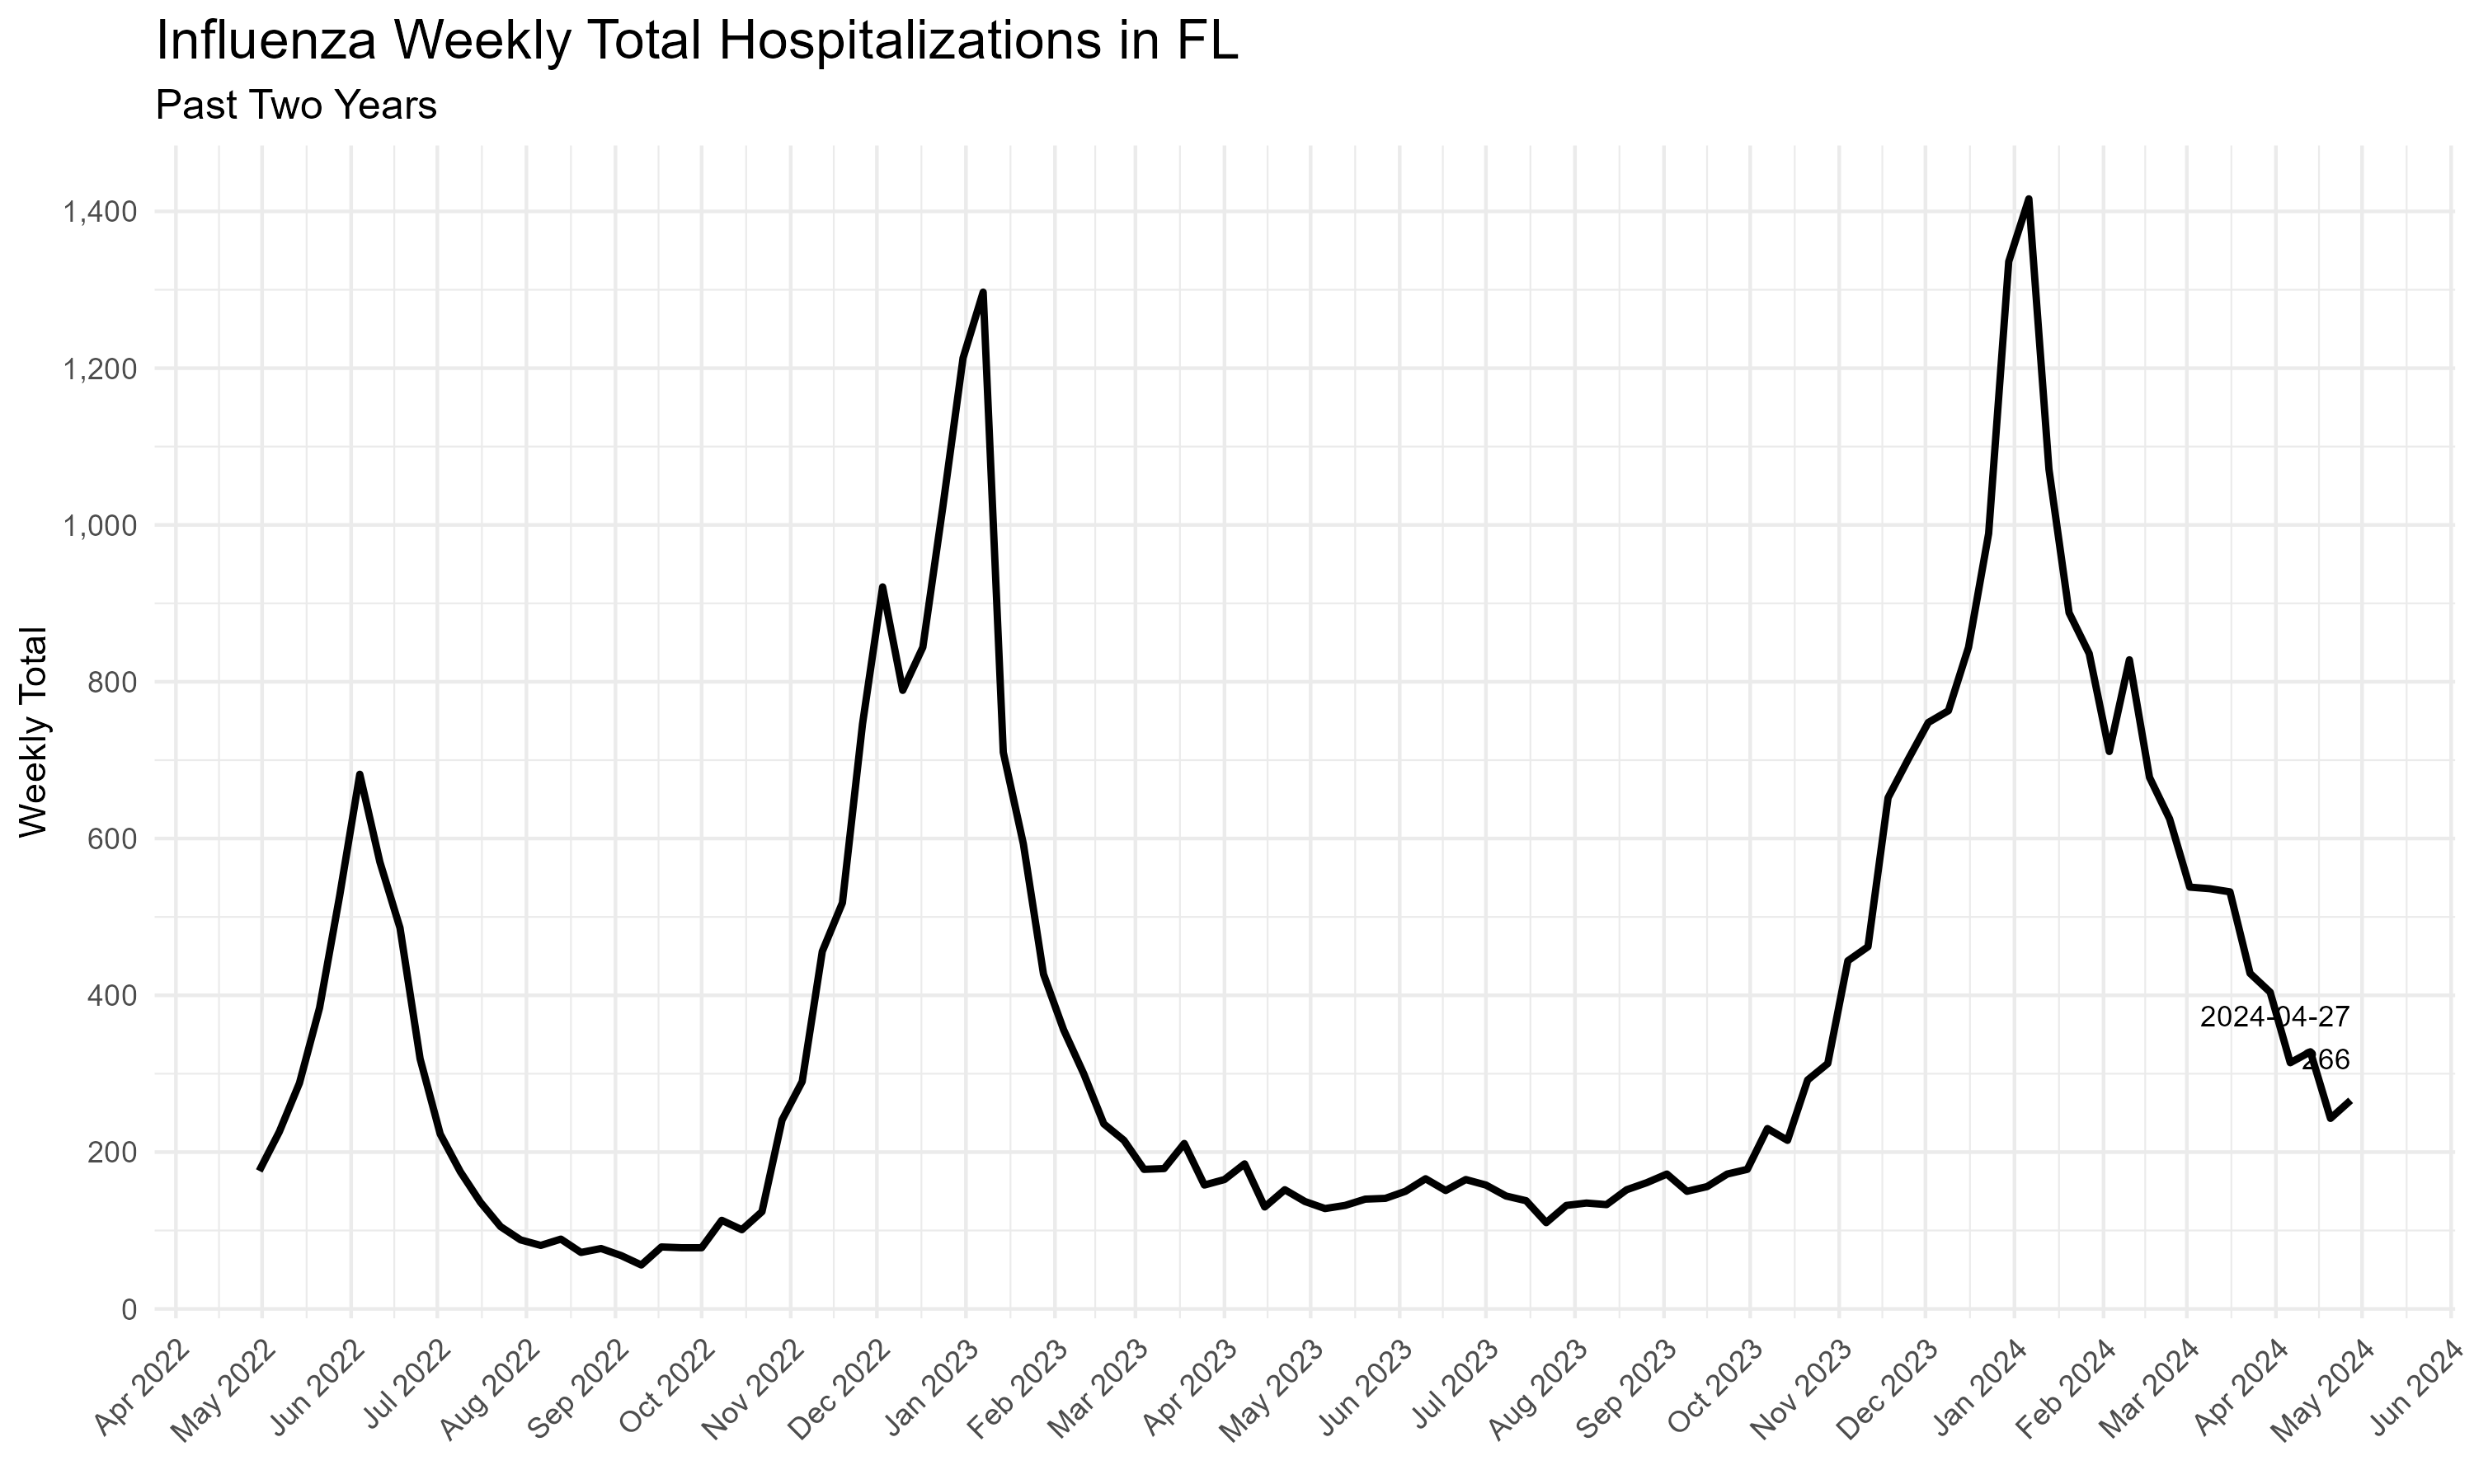 Influenza Weekly Total Hospitalizations in FL
Past Two Years
Weekly Total
1,400
1,200
1,000
800
600
400
200
0
2024-04-27
266
Apr 2022
May 2022
Jun 2022
Jul 2022
Aug 2022
Sep 2022
Oct 2022
Nov 2022
Dec 2022
Jan 2023
Feb 2023
Mar 2023
Apr 2023
May 2023
Jun 2023
Jul 2023
Aug 2023
Sep 2023
Oct 2023
Nov 2023
Dec 2023
Jan 2024
Feb 2024
Mar 2024
Apr 2024
May 2024
Jun 2024